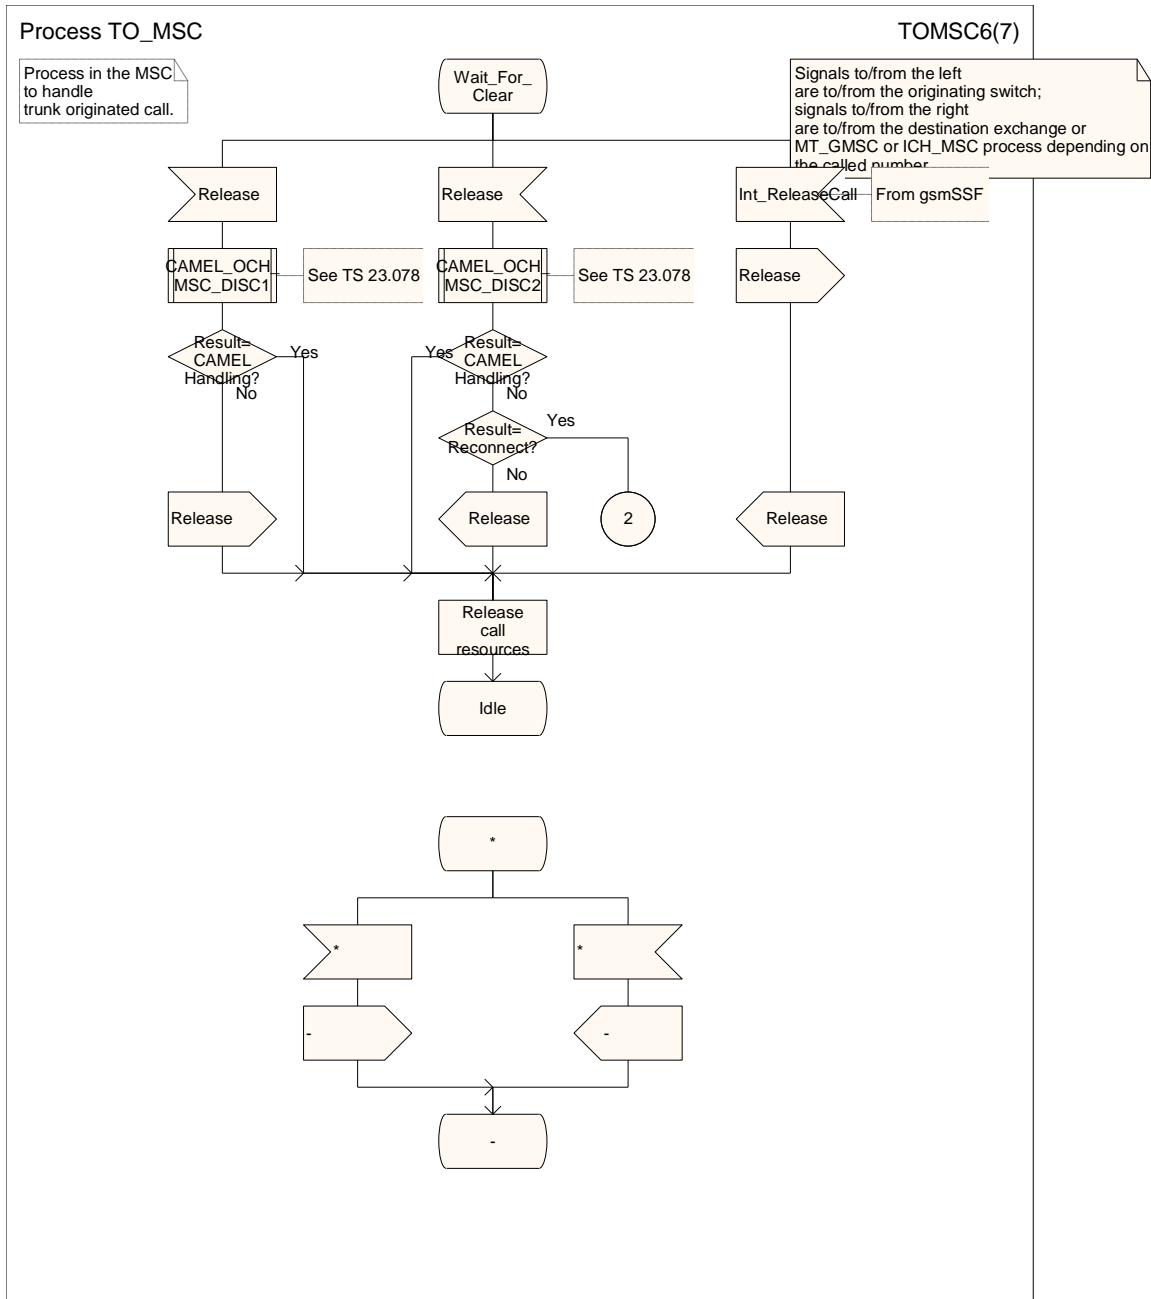 Process TO_MSC
TOMSC6(7)
Process in the MSC
to handle
trunk originated call.
Wait_For_
Clear
Signals to/from the left
are to/from the originating switch;
signals to/from the right
are to/from the destination exchange or
MT_GMSC or ICH_MSC process depending on
the called number
Release
Release
Int_ReleaseCall
From gsmSSF
CAMEL_OCH_
MSC_DISC1
See TS 23.078
CAMEL_OCH_
MSC_DISC2
See TS 23.078
Release
Result=
CAMEL
Handling?
Yes
No
Yes
Result=
CAMEL
Handling?
No
Result=
Reconnect?
Yes
No
Release
Release
2
Release
Release
call
resources
Idle
*
*
*
-
-
-